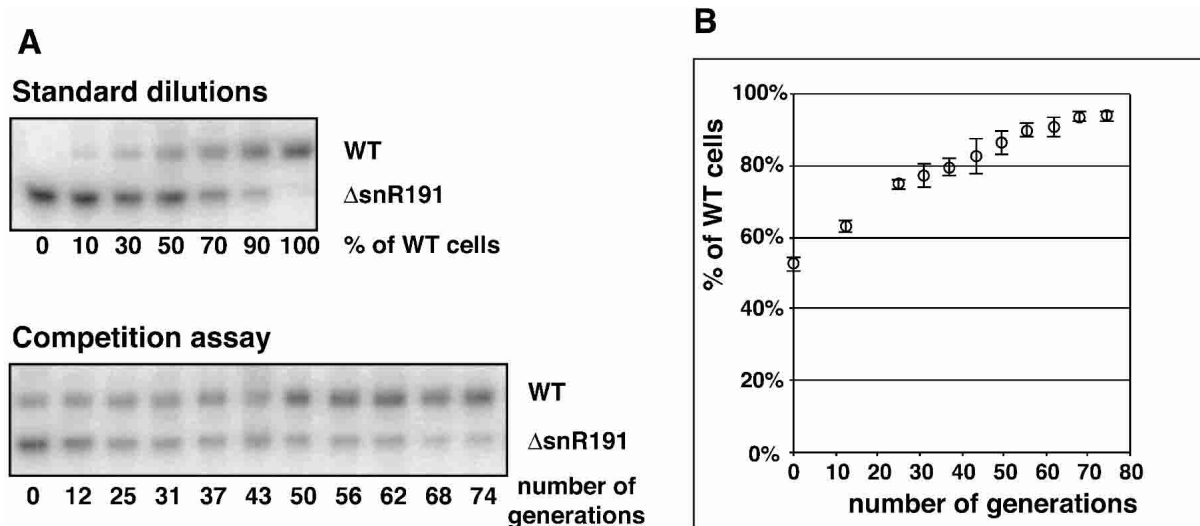 A
Standard dilutions
WT
ΔsnR191
0 10 30 50 70 90 100 % of WT cells
Competition assay
WT
ΔsnR191
0 12 25 31 37 43 50 56 62 68 74 number of
generations
B
% of WT cells
100%
80%
60%
40%
20%
0%
0 10 20 30 40 50 60 70 80
number of generations